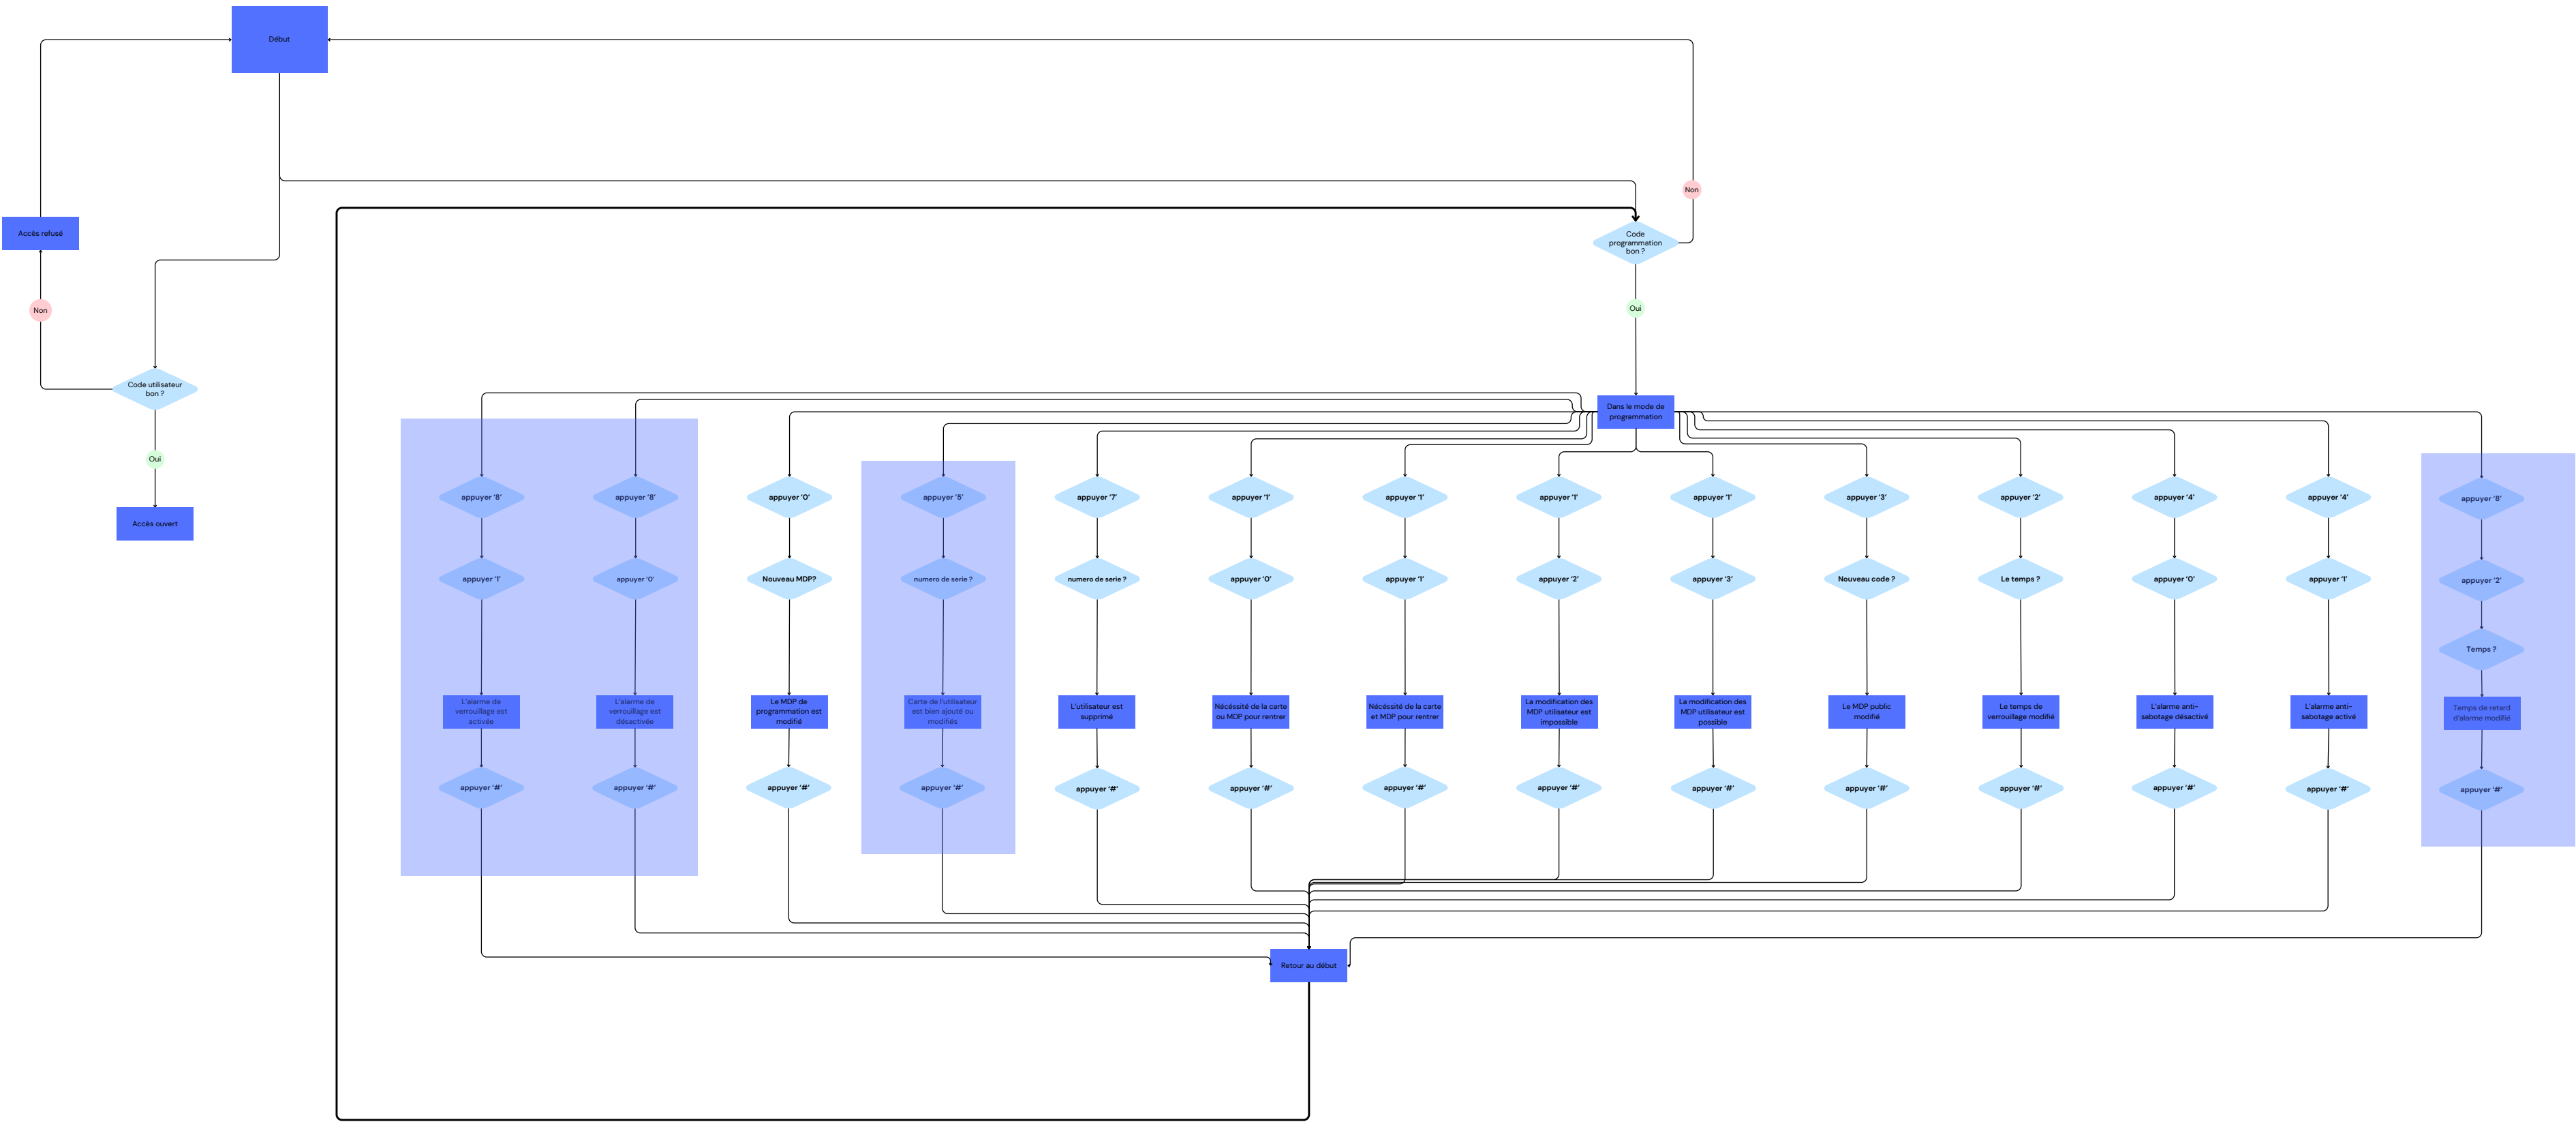 Début
Non
Code
programmation
bon ?
Accès refusé
Non
Oui
Code utilisateur
bon ?
Dans le mode de
programmation
Oui
Accès ouvert
appuyer '8'
appuyer '8'
appuyer '0'
appuyer '5'
appuyer '7'
appuyer '1'
appuyer '1'
appuyer '1'
appuyer '1'
appuyer '3'
appuyer '2'
appuyer '4'
appuyer '4'
appuyer '8'
appuyer '1'
appuyer '0'
Nouveau MDP?
numero de serie ?
numero de serie ?
appuyer '0'
appuyer '1'
appuyer '2'
appuyer '3'
Nouveau code ?
Le temps ?
appuyer '0'
appuyer '1'
appuyer '2'
Temps ?
L'alarme de
verrouillage est
activée
L'alarme de
verrouillage est
désactivée
Le MDP de
programmation est
modifié
Carte de l'utilisateur
est bien ajouté ou
modifiés
L'utilisateur est
supprimé
Nécéssité de la carte
ou MDP pour rentrer
Nécéssité de la carte
et MDP pour rentrer
La modification des
MDP utilisateur est
impossible
La modification des
MDP utilisateur est
possible
Le MDP public
modifié
Le temps de
verrouillage modifié
L'alarme anti-
sabotage désactivé
L'alarme anti-
sabotage activé
Temps de retard
d'alarme modifié
appuyer '#'
appuyer '#'
appuyer '#'
appuyer '#'
appuyer '#'
appuyer '#'
appuyer '#'
appuyer '#'
appuyer '#'
appuyer '#'
appuyer '#'
appuyer '#'
appuyer '#'
appuyer '#'
Retour au début